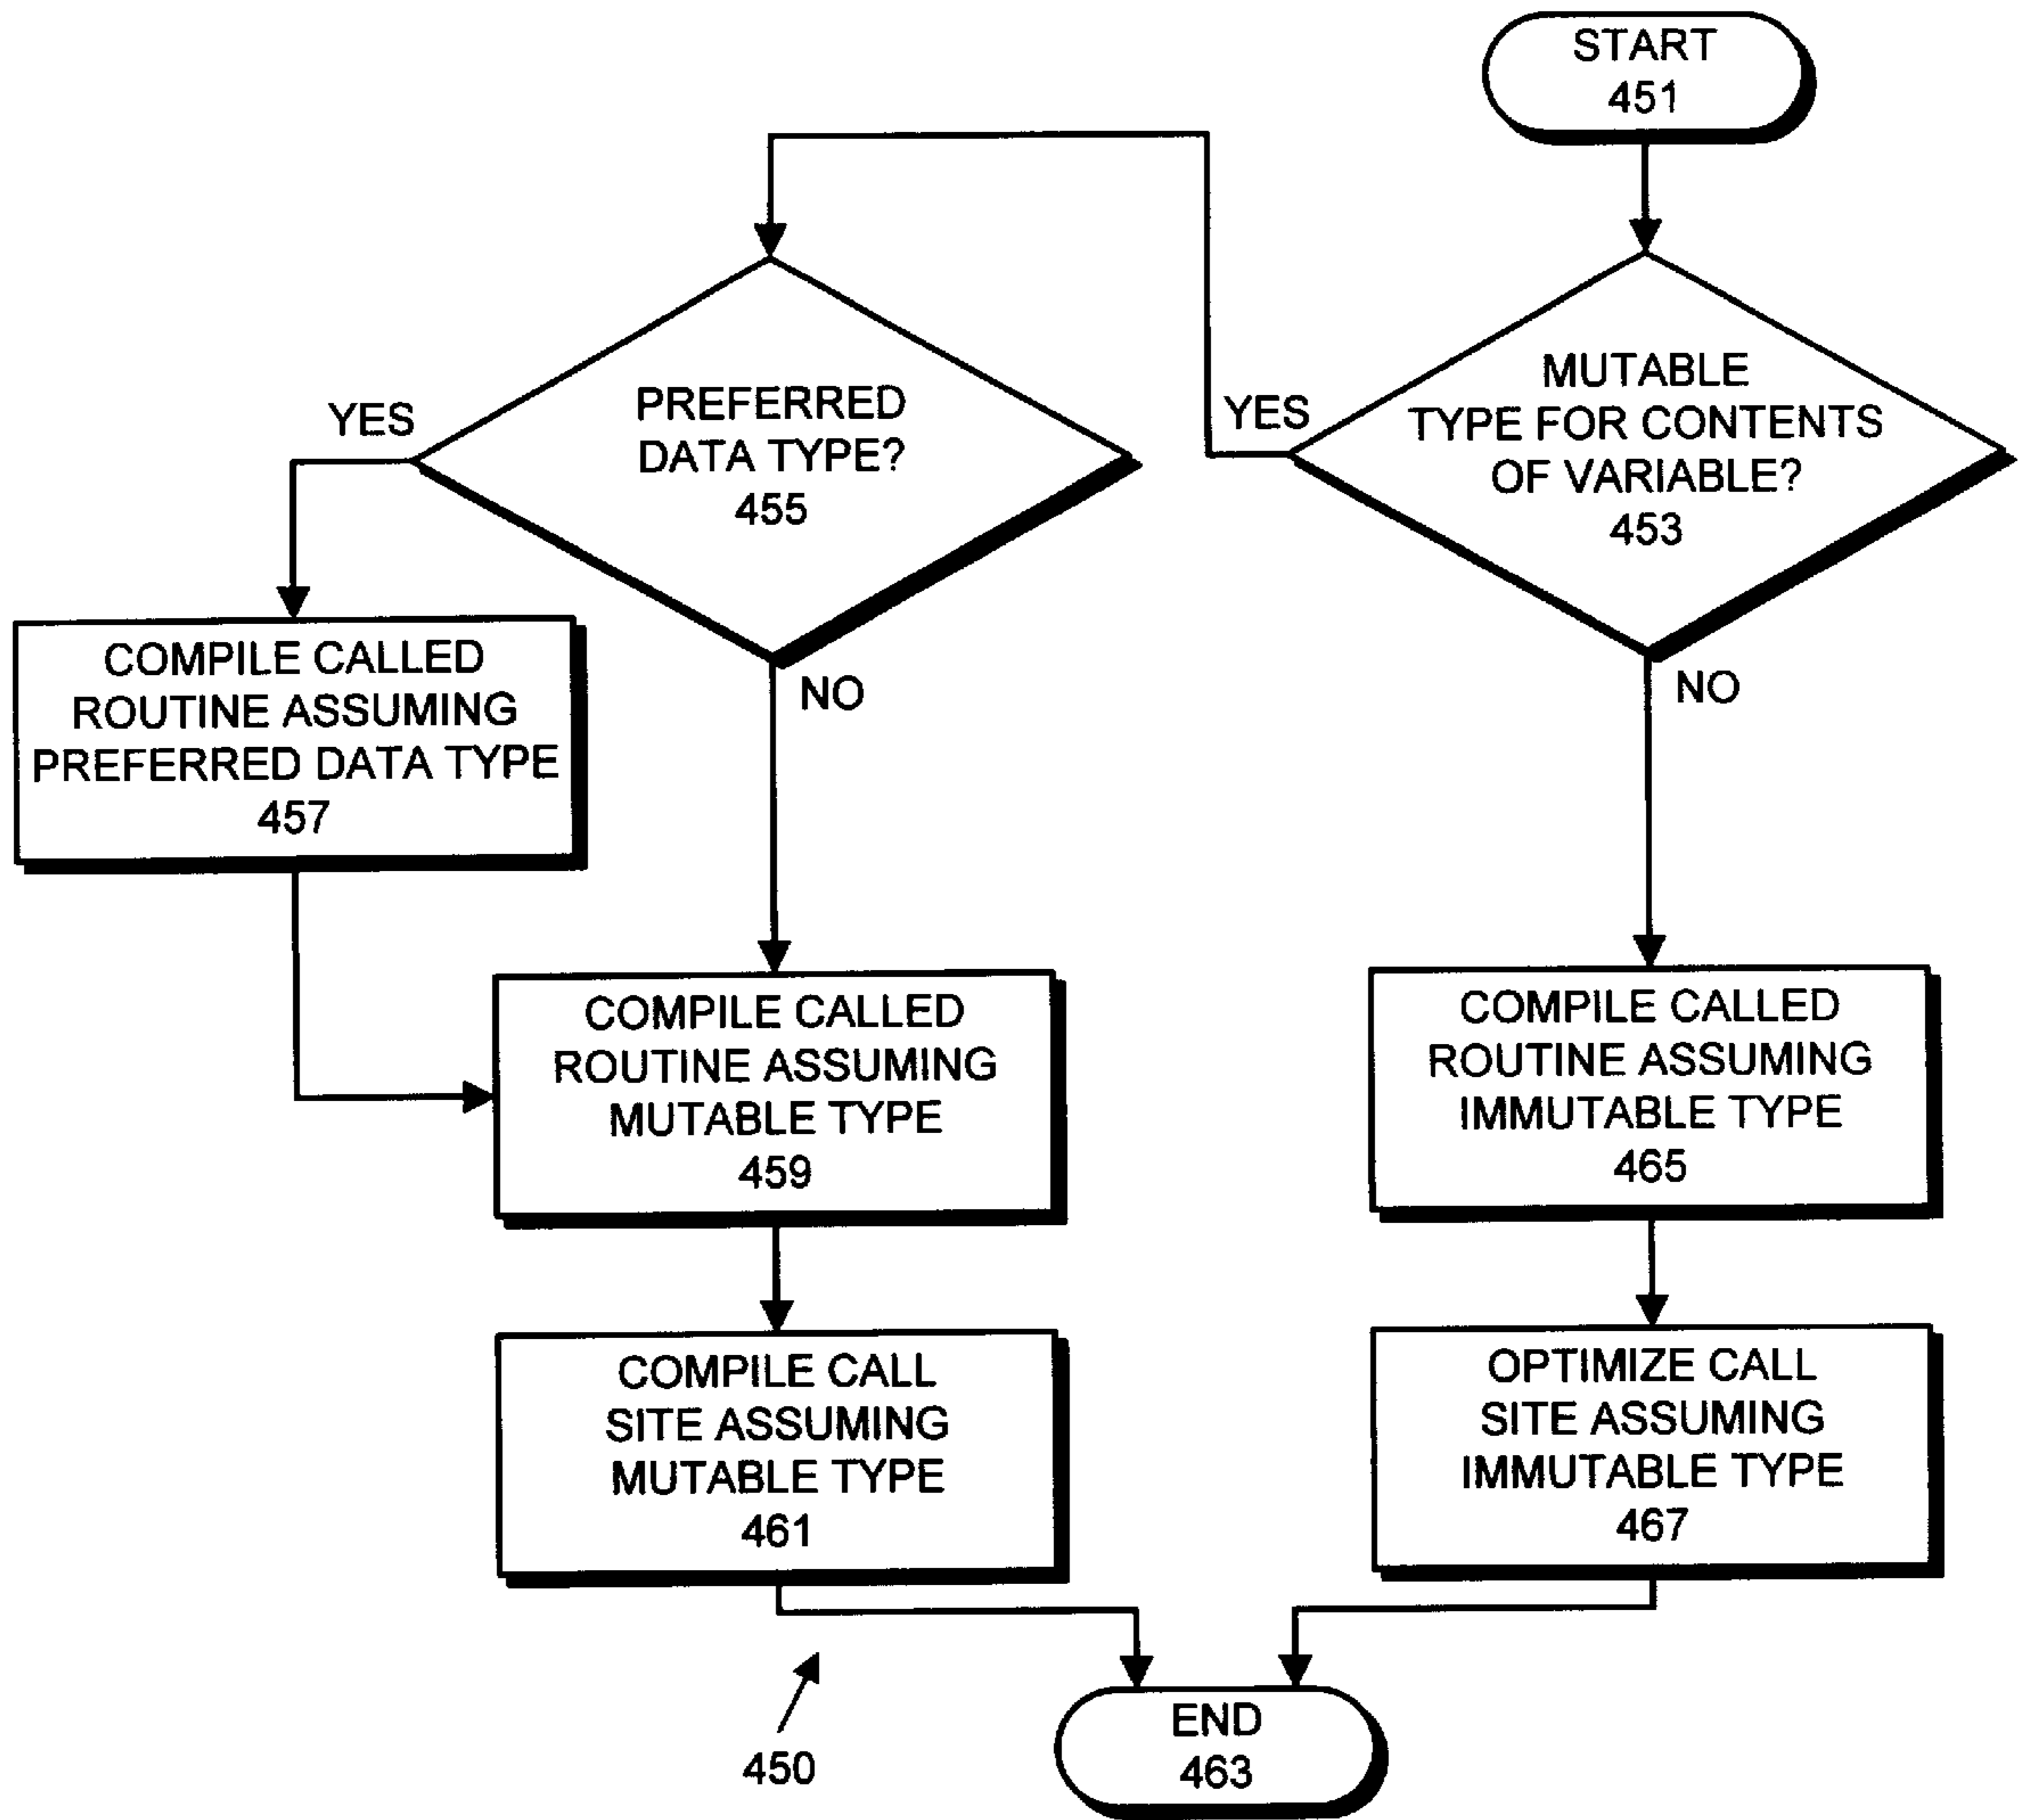 START
451
MUTABLE
TYPE FOR CONTENTS
OF VARIABLE?
453
YES
NO
PREFERRED
DATA TYPE?
455
YES
NO
COMPILE CALLED
ROUTINE ASSUMING
PREFERRED DATA TYPE
457
COMPILE CALLED
ROUTINE ASSUMING
MUTABLE TYPE
459
COMPILE CALLED
ROUTINE ASSUMING
IMMUTABLE TYPE
465
COMPILE CALL
SITE ASSUMING
MUTABLE TYPE
461
OPTIMIZE CALL
SITE ASSUMING
IMMUTABLE TYPE
467
END
463
450